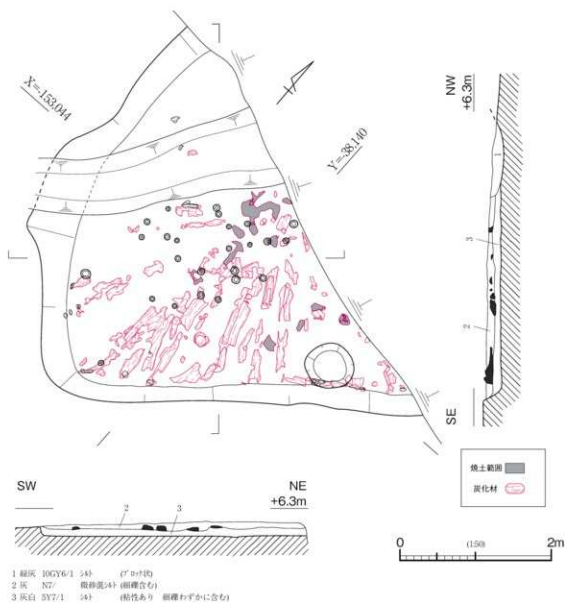 X=-153,044
Y=-38,140
NW
+6.3m
1
3
2
SE
焼土範囲
炭化材
SW
NE
+6.3m
2
3
0
(1:50)
2m
1 緑灰 10GY6/1 シルト (ブロック状)
2 灰 N7/ 微砂混シルト (細礫含む)
3 灰白 5Y7/1 シルト (粘性あり 細礫わずかに含む)